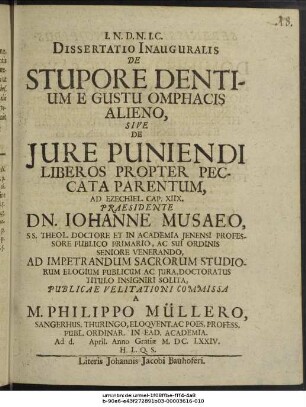 I. N. D. N. I. C.
DISSERTATIO INAUGURALIS
DE
STUPORE DENTI-
UM E GUSTU OMPHACIS
ALIENO,
SIVE
DE
JURE PUNIENDI
LIBEROS PROPTER PEC-
CATA PARENTUM,
AD EZECHIEL. CAP. XIIX.
PRÆSIDENTE
DN. IOHANNE MUSAEO,
SS. THEOL. DOCTORE ET IN ACADEMIA JENENSI PROFES-
SORE PUBLICO PRIMARIO, AC SUI ORDINIS
SENIORE VENERANDO,
AD IMPETRANDUM SACRORUM STUDIO-
RUM ELOGIUM PUBLICUM AC JURA, DOCTORATUS
TITULO INSIGNIRI SOLITA,
PUBLICAE VELITATIONI COMMISSA
A
M. PHILIPPO MÜLLERO,
SANGERHUS. THURINGO, ELOQVENT. AC POES. PROFESS.
PUBL. ORDINAR. IN EAD. ACADEMIA.
Ad d. April. Anno Gratiæ M. DC. LXXIV.
H. L. Q. S.
Literis Johannis Jacobi Bauhoferi.